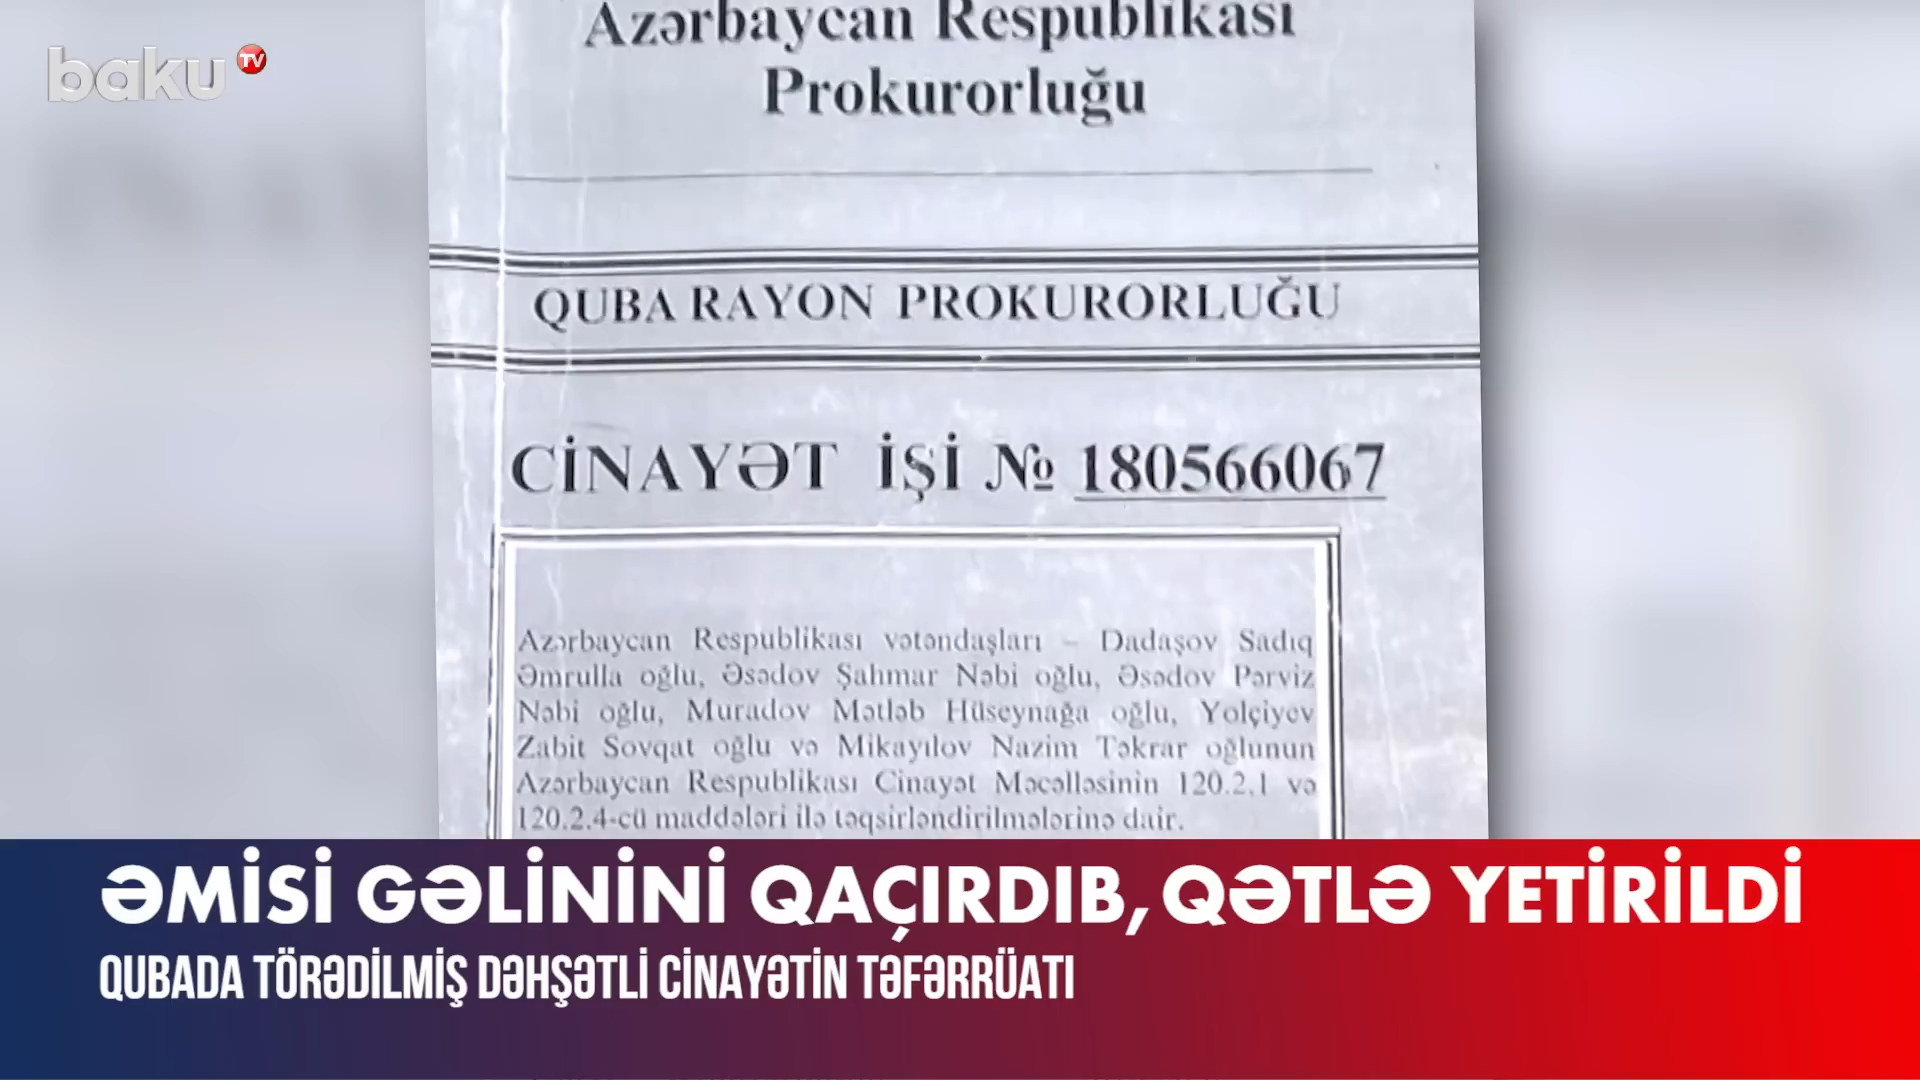 baku TV
Azərbaycan Respublikası
Prokurorluğu
QUBA RAYON PROKURORLUĞU
CİNAYƏT İŞİ № 180566067
Azərbaycan Respublikası vətəndaşları – Dadaşov Sadıq
Əmrulla oğlu, Əsədov Şahmar Nəbi oğlu, Əsədov Pərviz
Nəbi oğlu, Muradov Mətləb Hüseynağa oğlu, Yolçiyev
Zabit Sovqat oğlu və Mikayılov Nazim Təkrar oğlunun
Azərbaycan Respublikası Cinayət Məcəlləsinin 120.2.1 və
120.2.4-cü maddələri ilə təqsirləndirilmələrinə dair.
ƏMİSİ GƏLİNİNİ QAÇIRDIB, QƏTLƏ YETİRİLDİ
QUBADA TÖRƏDİLMİŞ DƏHŞƏTLİ CİNAYƏTİN TƏFƏRRÜATI